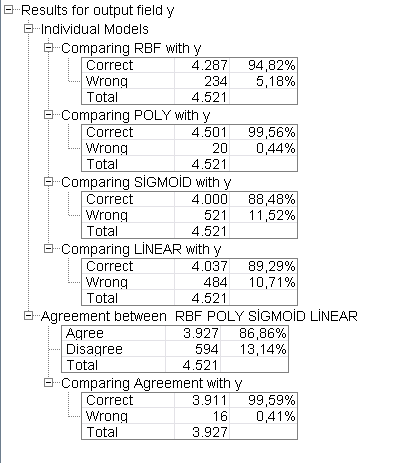 Results for output field y
Individual Models
Comparing RBF with y
Correct 4.287 94,82%
Wrong 234 5,18%
Total 4.521
Comparing POLY with y
Correct 4.501 99,56%
Wrong 20 0,44%
Total 4.521
Comparing SİGMOİD with y
Correct 4.000 88,48%
Wrong 521 11,52%
Total 4.521
Comparing LİNEAR with y
Correct 4.037 89,29%
Wrong 484 10,71%
Total 4.521
Agreement between RBF POLY SİGMOİD LİNEAR
Agree 3.927 86,86%
Disagree 594 13,14%
Total 4.521
Comparing Agreement with y
Correct 3.911 99,59%
Wrong 16 0,41%
Total 3.927